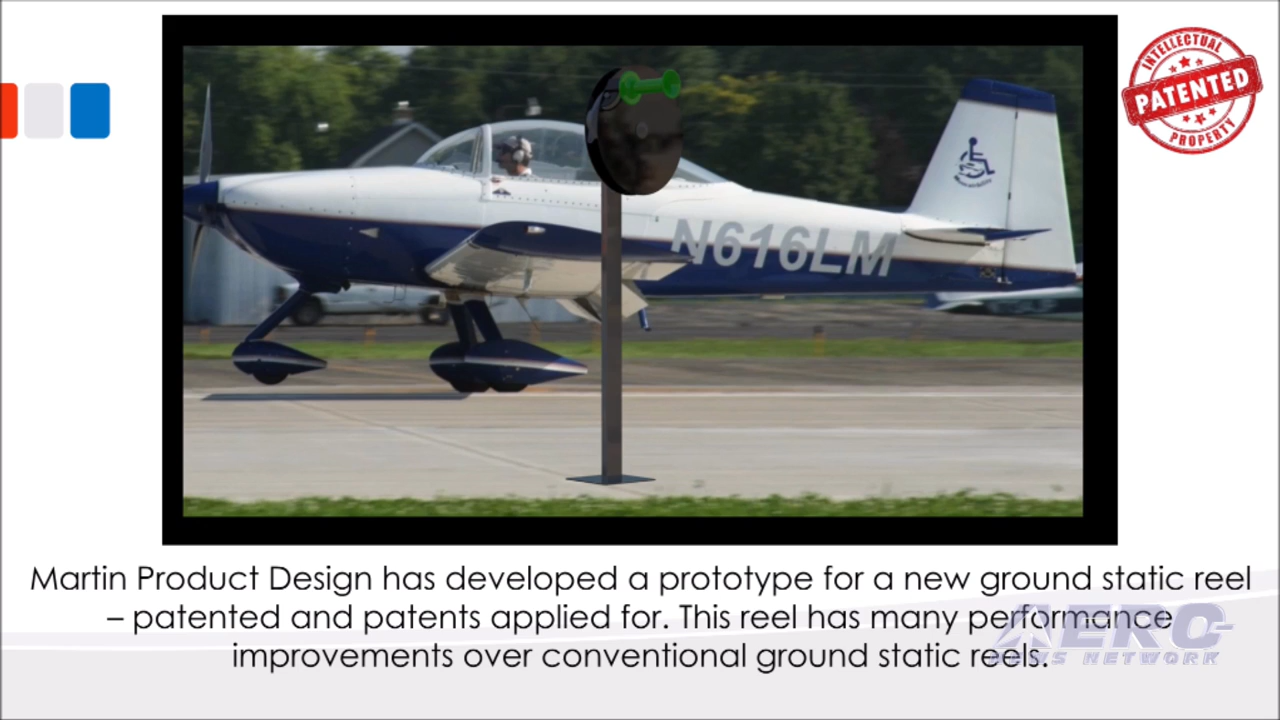 INTELLECTUAL
PATENTED
PROPERTY
N616LM
Martin Product Design has developed a prototype for a new ground static reel
– patented and patents applied for. This reel has many performance
improvements over conventional ground static reels.
AERO
NEWS NETWORK